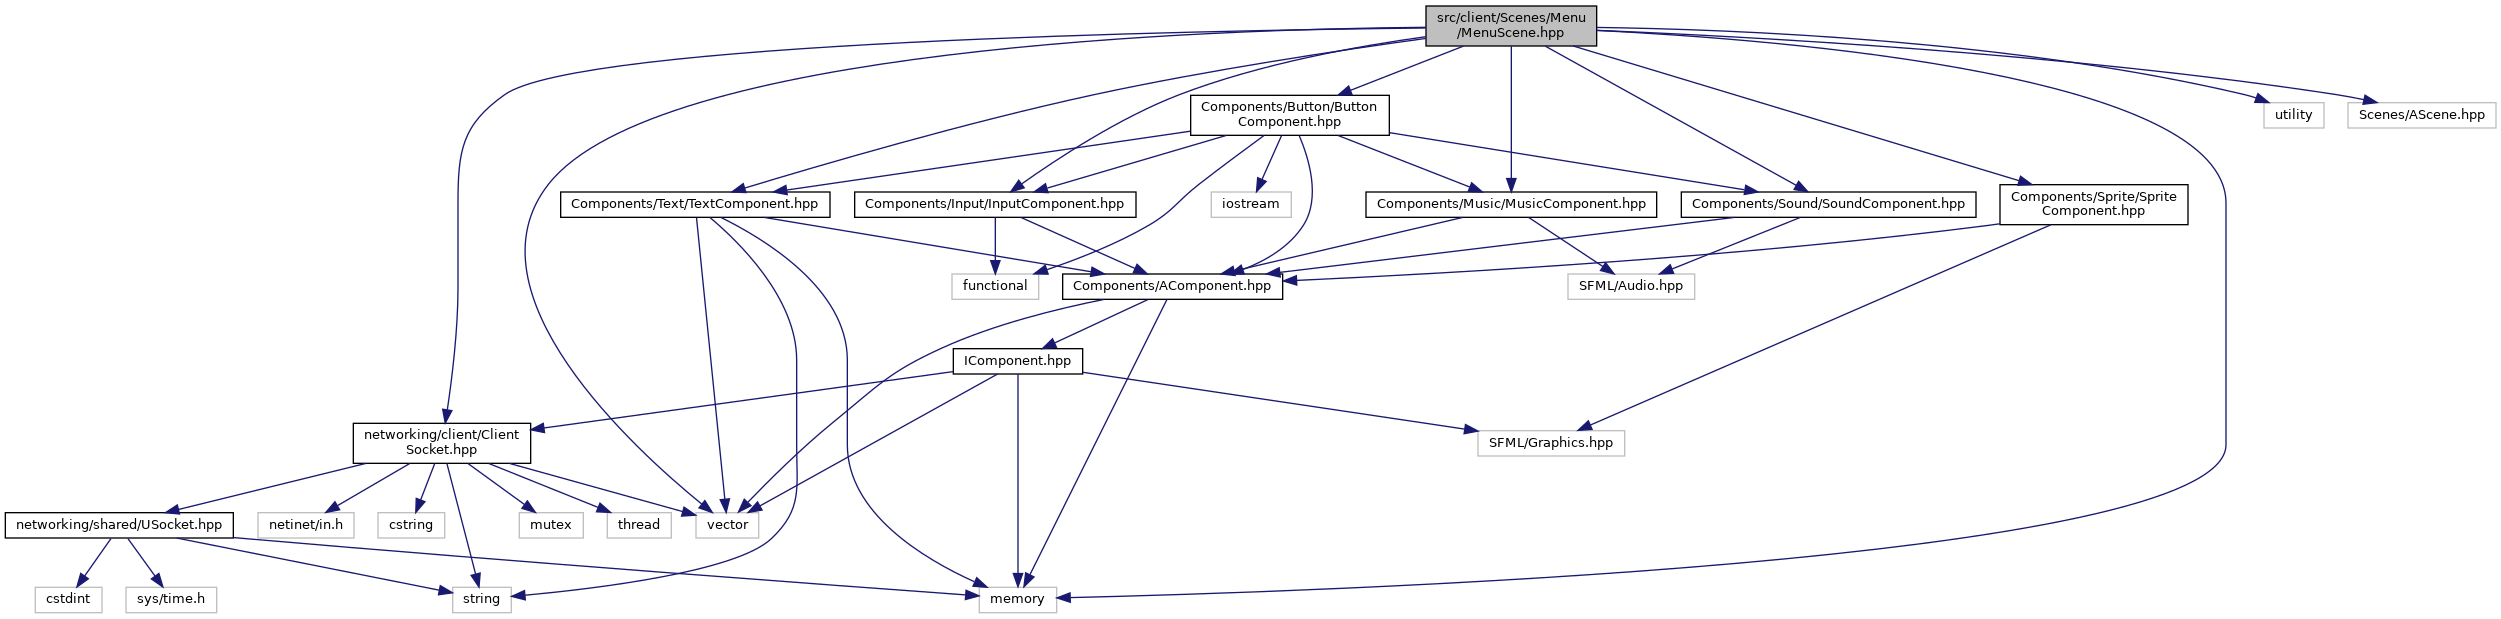 src/client/Scenes/Menu
/MenuScene.hpp
Components/Button/Button
Component.hpp
utility
Scenes/AScene.hpp
Components/Text/TextComponent.hpp
Components/Input/InputComponent.hpp
iostream
Components/Music/MusicComponent.hpp
Components/Sound/SoundComponent.hpp
Components/Sprite/Sprite
Component.hpp
functional
Components/AComponent.hpp
SFML/Audio.hpp
IComponent.hpp
networking/client/Client
Socket.hpp
SFML/Graphics.hpp
networking/shared/USocket.hpp
netinet/in.h
cstring
mutex
thread
vector
cstdint
sys/time.h
string
memory